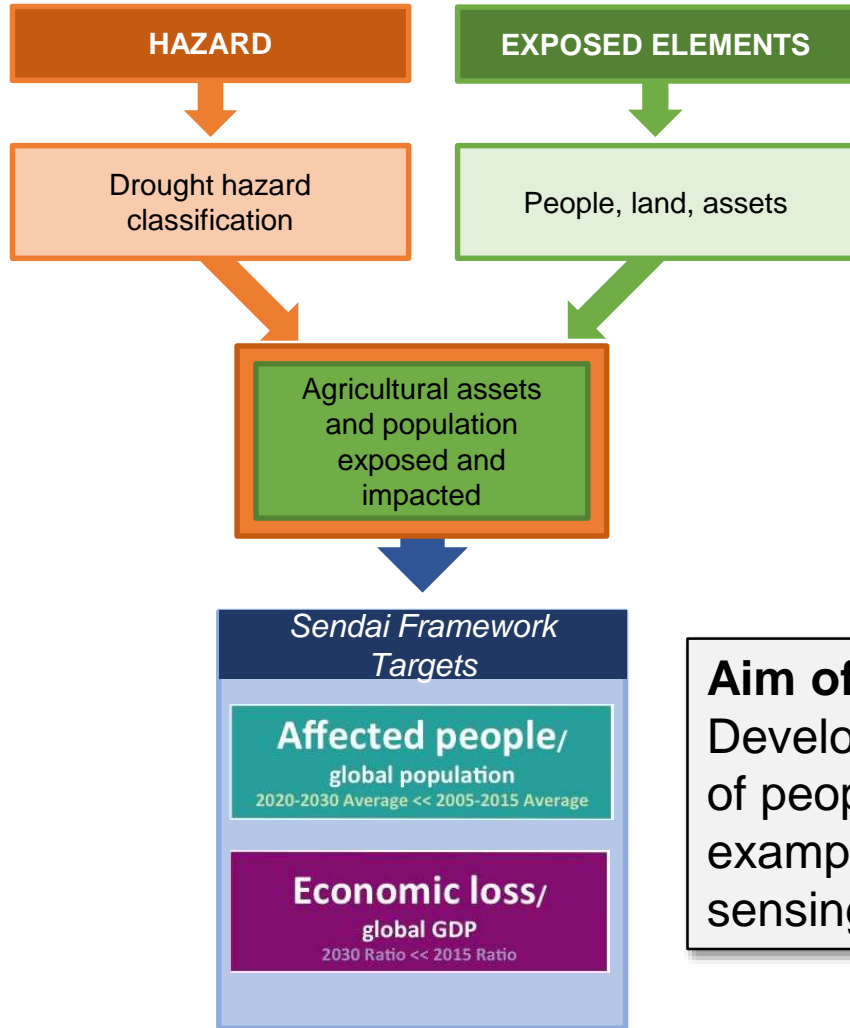 HAZARD
EXPOSED ELEMENTS
Drought hazard
classification
People, land, assets
Agricultural assets
and population
exposed and
impacted
Sendai Framework
Targets
Affected people/
global population
2020-2030 Average << 2005-2015 Average
Economic loss/
global GDP
2030 Ratio << 2015 Ratio
Aim of
Develo
of peop
examp
sensing